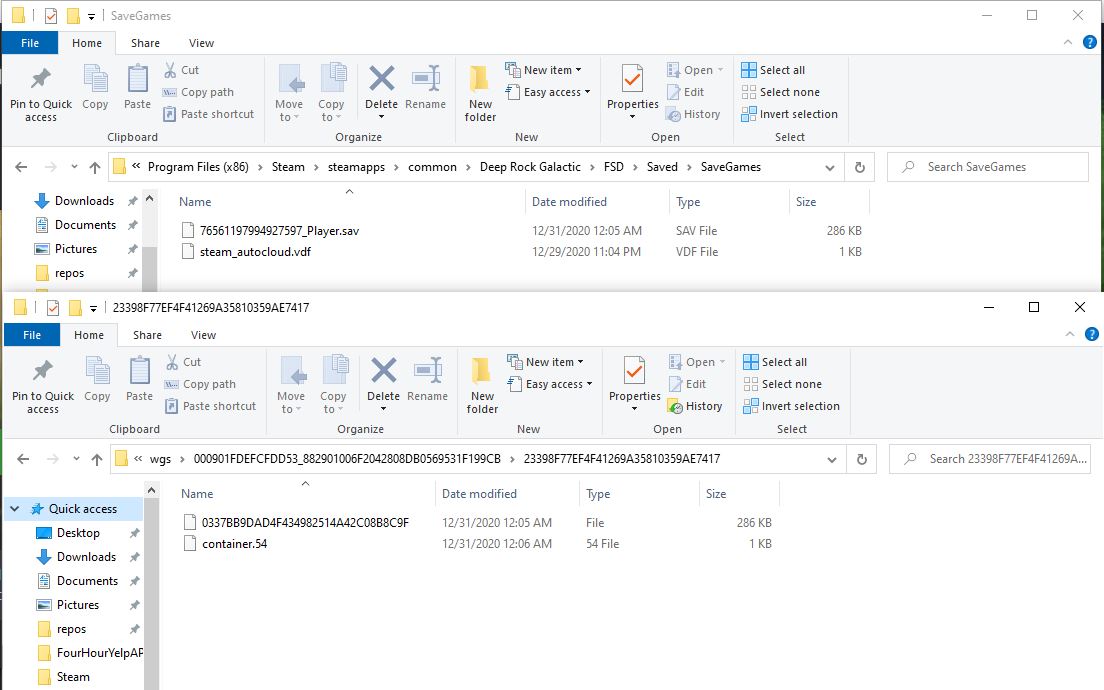 SaveGames
File Home Share View
Pin to Quick access
Copy
Paste
Cut
Copy path
Paste shortcut
Move to
Copy to
Delete
Rename
New folder
New item
Easy access
Properties
Open
Edit
History
Select all
Select none
Invert selection
Clipboard Organize New Open Select
« Program Files (x86) > Steam > steamapps > common > Deep Rock Galactic > FSD > Saved > SaveGames
Search SaveGames
Downloads
Documents
Pictures
repos
Name Date modified Type Size
76561197994927597_Player.sav 12/31/2020 12:05 AM SAV File 286 KB
steam_autocloud.vdf 12/29/2020 11:04 PM VDF File 1 KB
23398F77EF4F41269A35810359AE7417
File Home Share View
Pin to Quick access
Copy
Paste
Cut
Copy path
Paste shortcut
Move to
Copy to
Delete
Rename
New folder
New item
Easy access
Properties
Open
Edit
History
Select all
Select none
Invert selection
Clipboard Organize New Open Select
« wgs > 000901FDEFCFDD53_882901006F2042808DB0569531F199CB > 23398F77EF4F41269A35810359AE7417
Search 23398F77EF4F41269A...
Quick access
Desktop
Downloads
Documents
Pictures
repos
FourHourYelpAP
Steam
Name Date modified Type Size
0337BB9DAD4F434982514A42C08B8C9F 12/31/2020 12:05 AM File 286 KB
container.54 12/31/2020 12:06 AM 54 File 1 KB